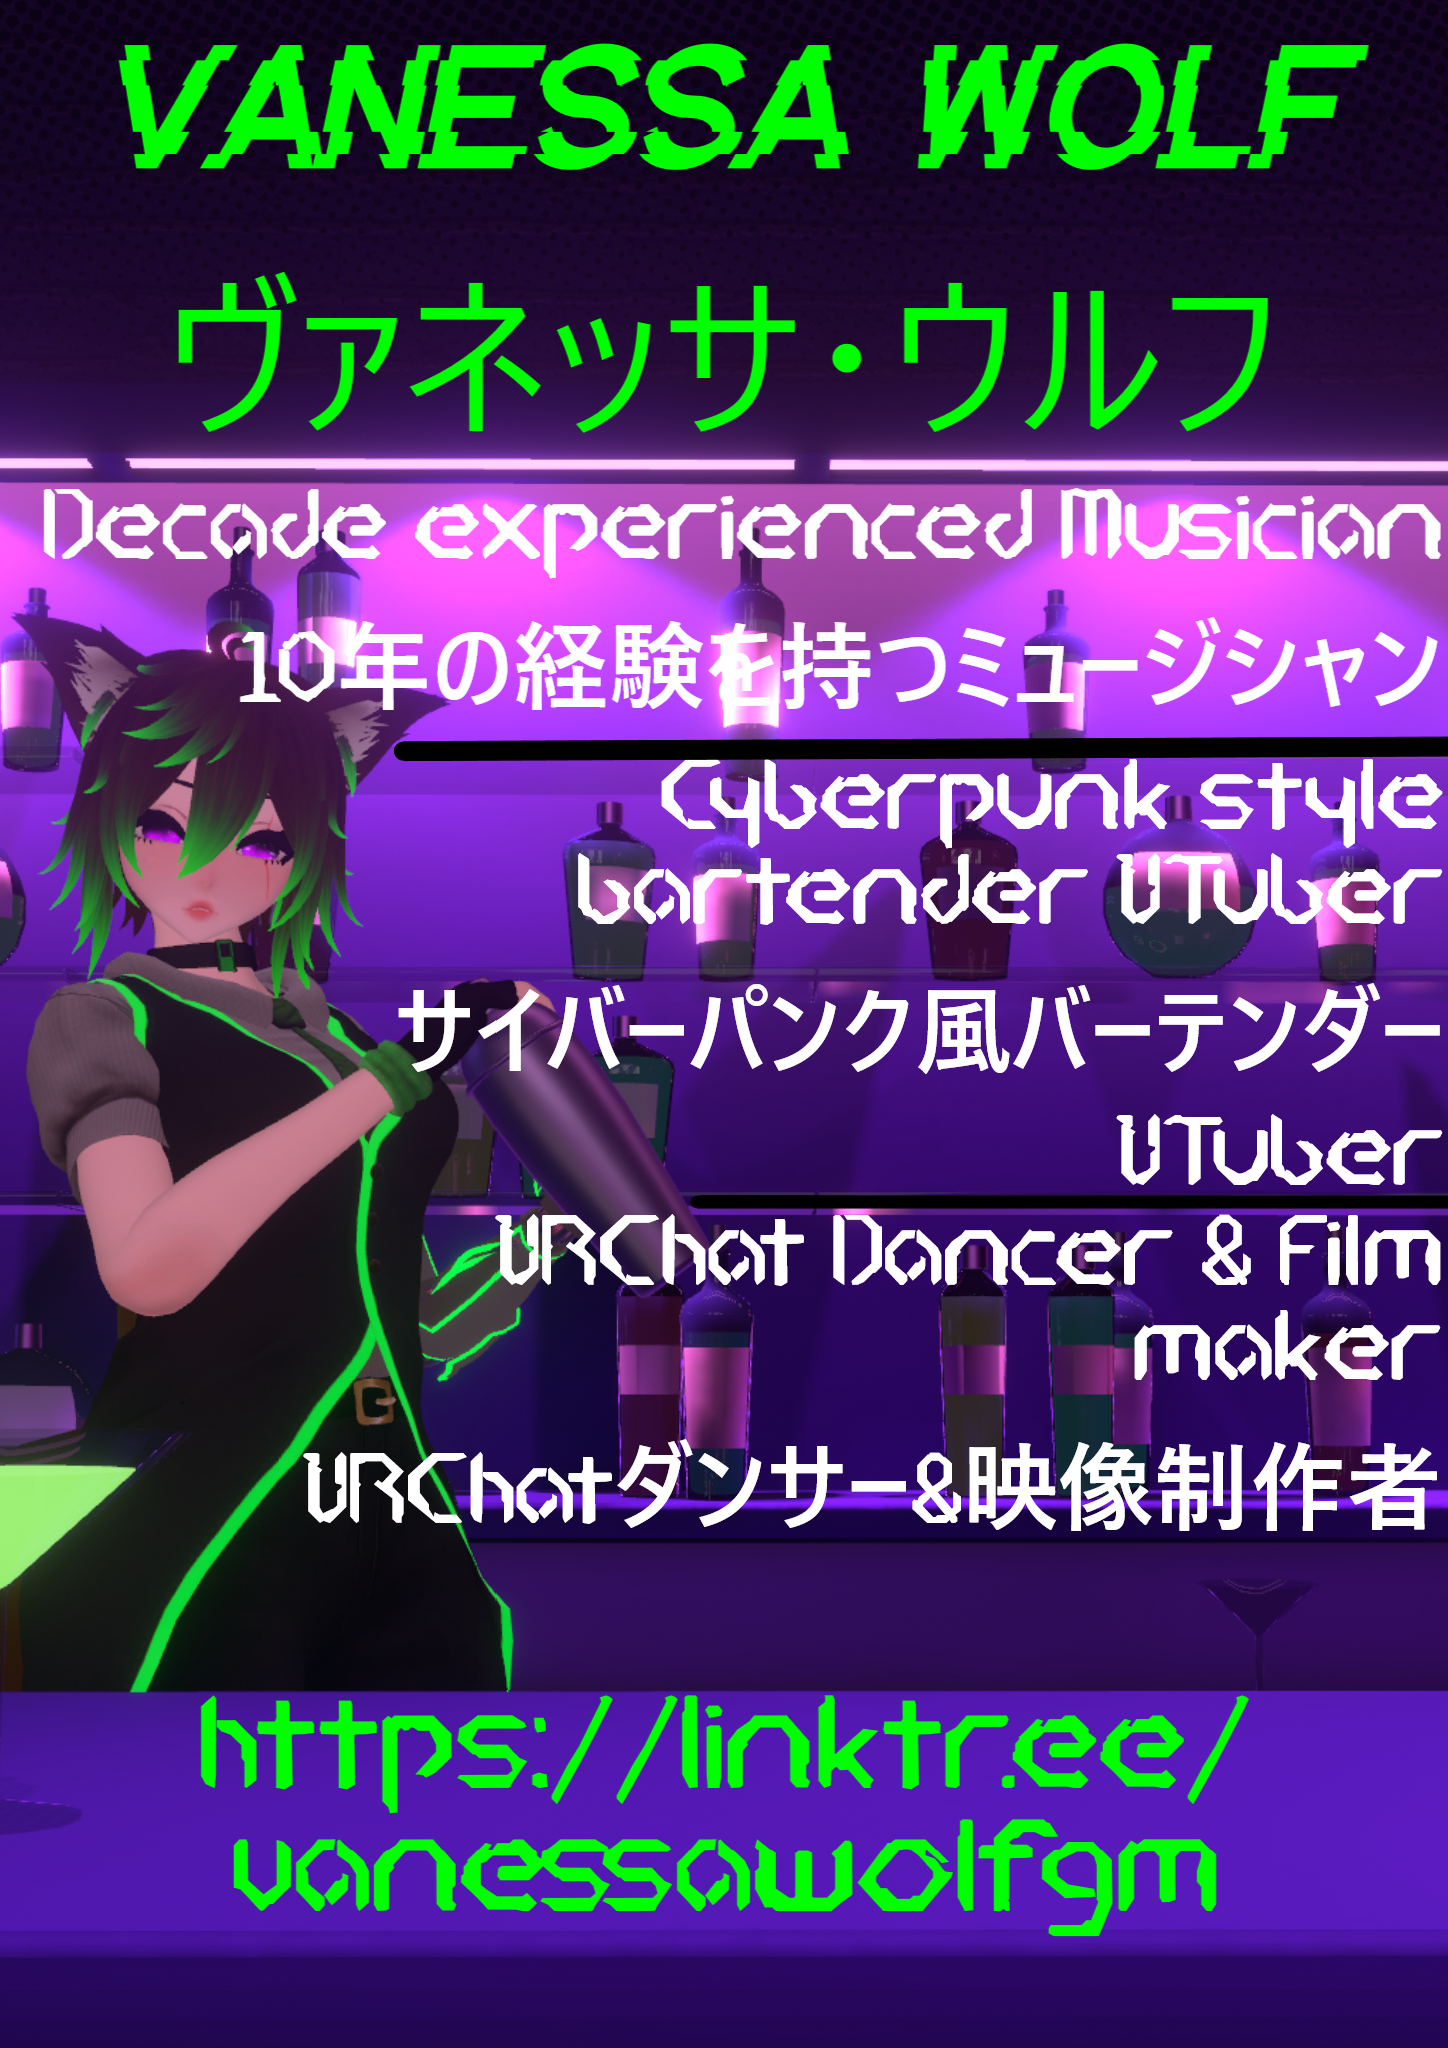 VANESSA WOLF
ヴァネッサ・ウルフ
Decade experienced Musician
10年の経験を持つミュージシャン
Cyberpunk style
bartender VTuber
サイバーパンク風バーテンダー
VTuber
VRChat Dancer & Film
maker
VRChatダンサー&映像制作者
https://linktr.ee/
vanessawolfgm